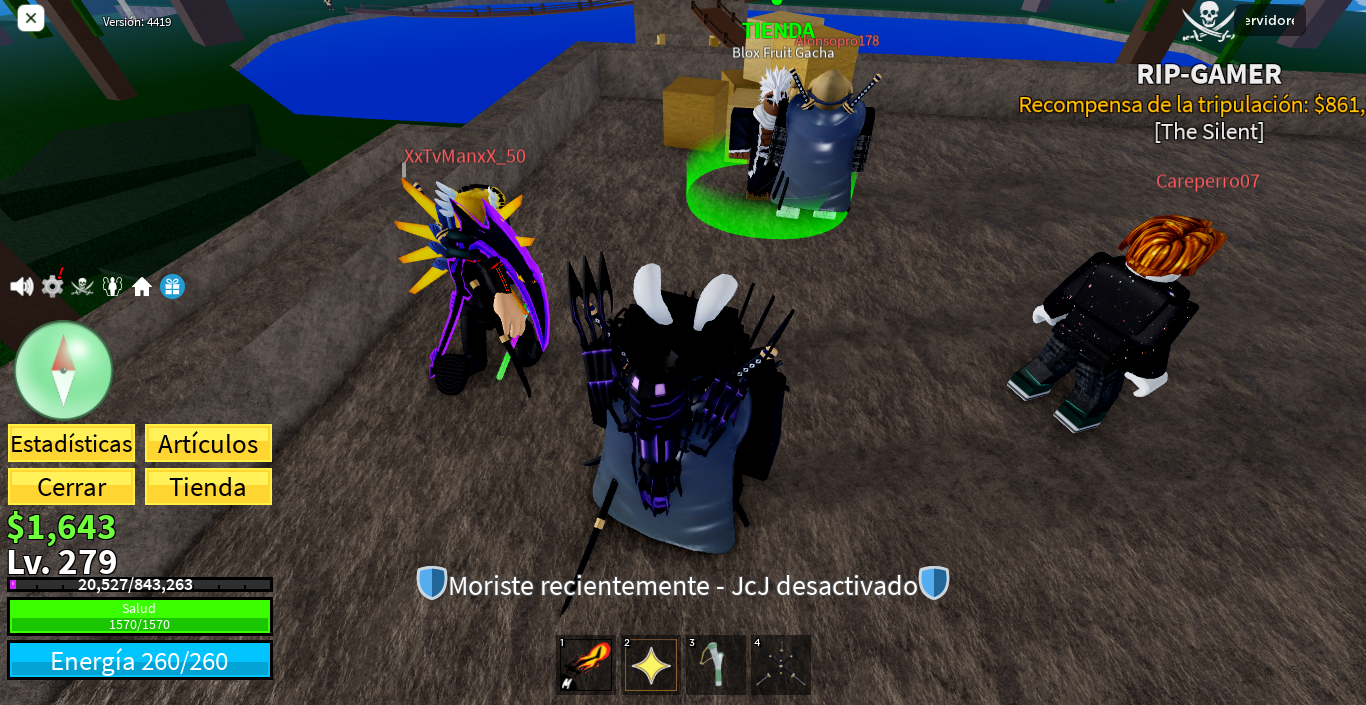 Versión: 4419
TIENDA
Alonsopro178
Blox Fruit Gacha
ervidore
RIP-GAMER
Recompensa de la tripulación: $861,
[The Silent]
XxTvManxX_50
Careperro07
Estadísticas
Artículos
Cerrar
Tienda
$1,643
Lv. 279
20,527/843,263
Salud
1570/1570
Energía 260/260
Moriste recientemente - JcJ desactivado
1
2
3
4